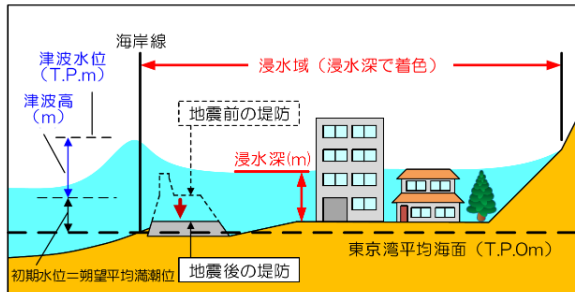 海岸線
津波水位
(T.P.m)
津波高
(m)
浸水域（浸水深で着色）
地震前の堤防
浸水深(m)
東京湾平均海面（T.P.0m）
初期水位＝朔望平均満潮位
地震後の堤防